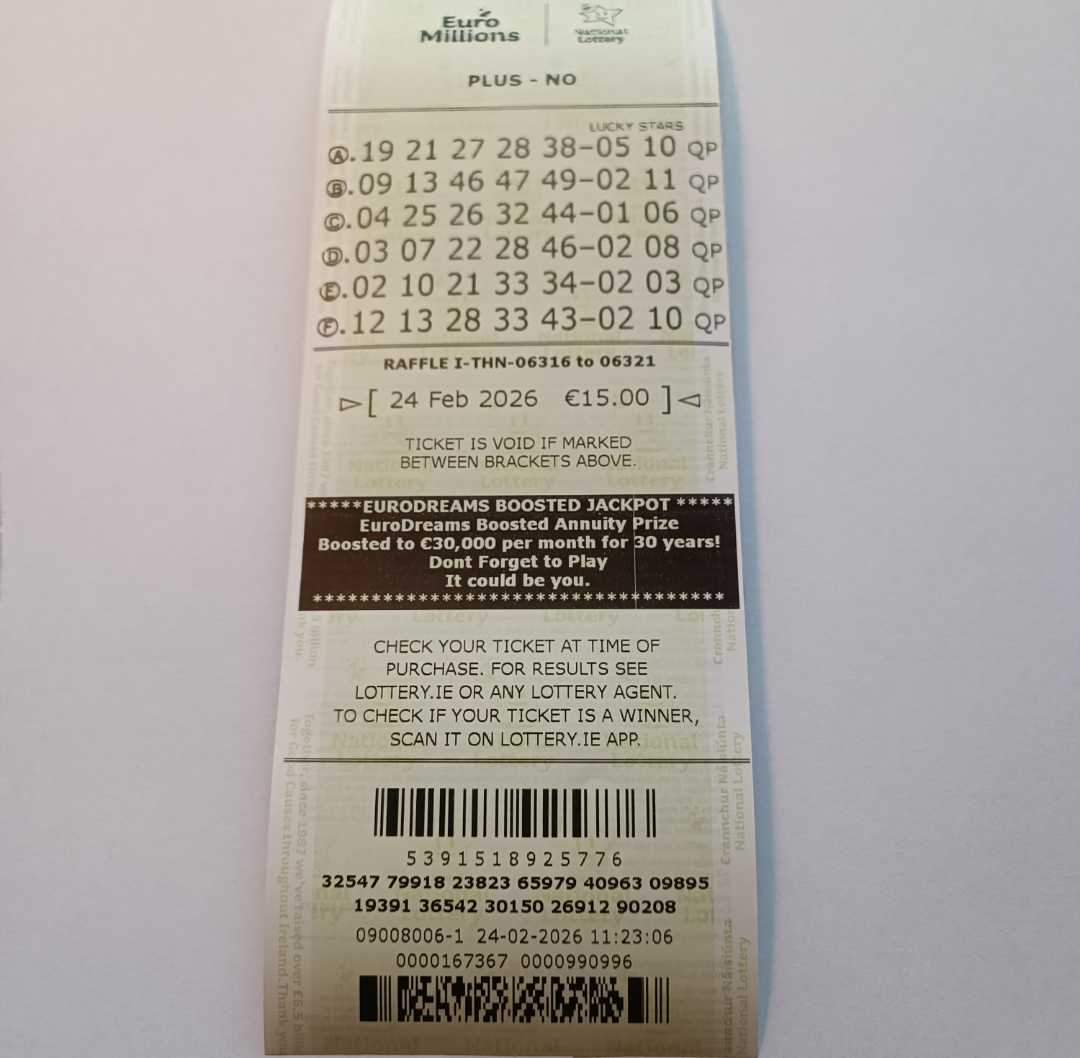 Euro
Millions
National
Lottery
PLUS - NO
LUCKY STARS
Ⓐ.19 21 27 28 38-05 10 QP
Ⓑ.09 13 46 47 49-02 11 QP
Ⓒ.04 25 26 32 44-01 06 QP
Ⓓ.03 07 22 28 46-02 08 QP
Ⓔ.02 10 21 33 34-02 03 QP
Ⓕ.12 13 28 33 43-02 10 QP
RAFFLE I-THN-06316 to 06321
▻[ 24 Feb 2026 €15.00 ]◅
TICKET IS VOID IF MARKED
BETWEEN BRACKETS ABOVE.
*****EURODREAMS BOOSTED JACKPOT *****
EuroDreams Boosted Annuity Prize
Boosted to €30,000 per month for 30 years!
Dont Forget to Play
It could be you.
***********************************
CHECK YOUR TICKET AT TIME OF
PURCHASE. FOR RESULTS SEE
LOTTERY.IE OR ANY LOTTERY AGENT.
TO CHECK IF YOUR TICKET IS A WINNER,
SCAN IT ON LOTTERY.IE APP.
5391518925776
32547 79918 23823 65979 40963 09895
19391 36542 30150 26912 90208
09008006-1 24-02-2026 11:23:06
0000167367 0000990996
Crannchur Náisiúnta
National Lottery